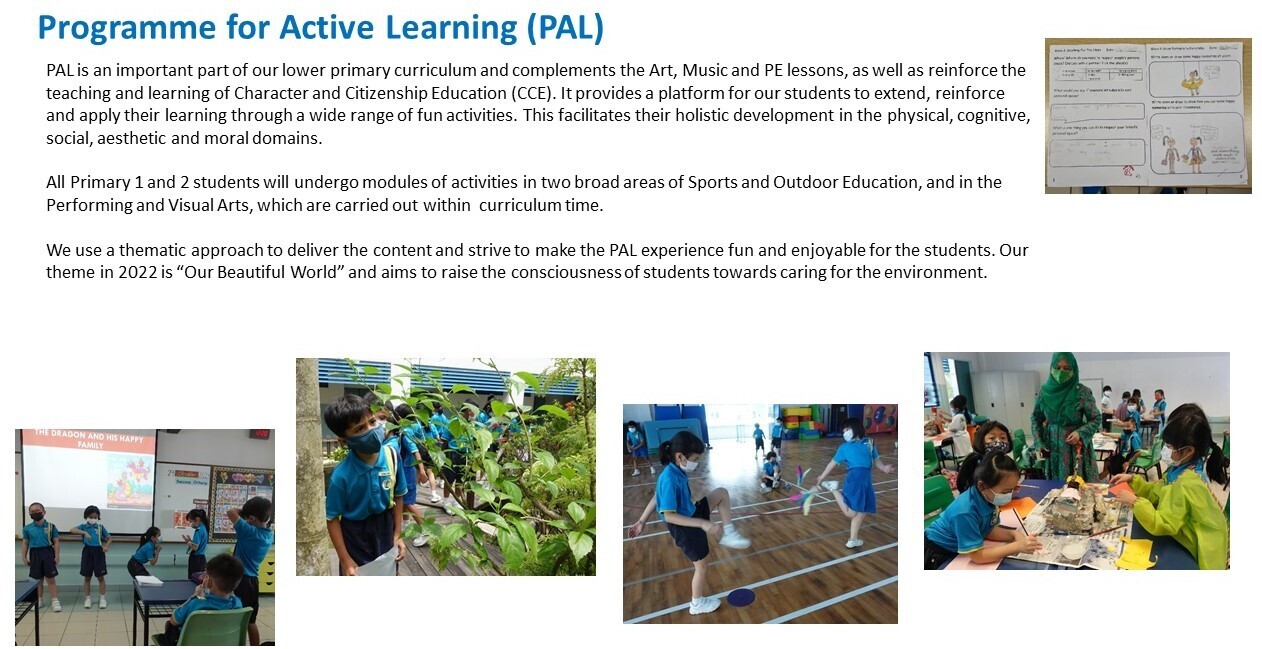 Programme for Active Learning (PAL)
PAL is an important part of our lower primary curriculum and complements the Art, Music and PE lessons, as well as reinforce the
teaching and learning of Character and Citizenship Education (CCE). It provides a platform for our students to extend, reinforce
and apply their learning through a wide range of fun activities. This facilitates their holistic development in the physical, cognitive,
social, aesthetic and moral domains.
All Primary 1 and 2 students will undergo modules of activities in two broad areas of Sports and Outdoor Education, and in the
Performing and Visual Arts, which are carried out within curriculum time.
We use a thematic approach to deliver the content and strive to make the PAL experience fun and enjoyable for the students. Our
theme in 2022 is “Our Beautiful World” and aims to raise the consciousness of students towards caring for the environment.
THE DRADON AND HIS HAPPY
FAMILY